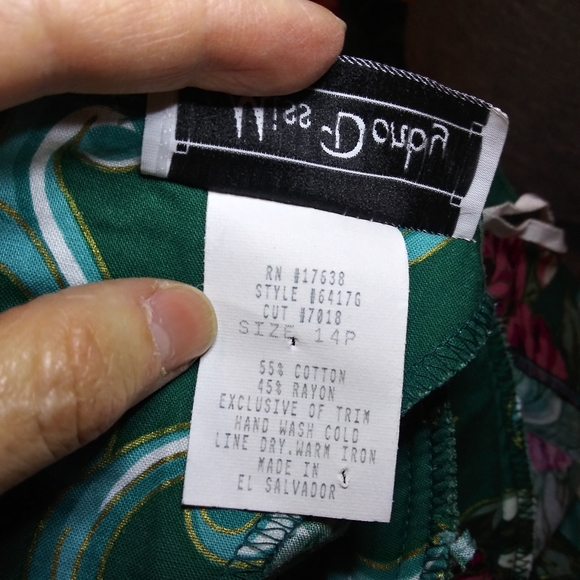 Miss Dorby
RN #17638
STYLE #6417G
CUT #7018
SIZE 14P
55% COTTON
45% RAYON
EXCLUSIVE OF TRIM
HAND WASH COLD
LINE DRY.WARM IRON
MADE IN
EL SALVADOR